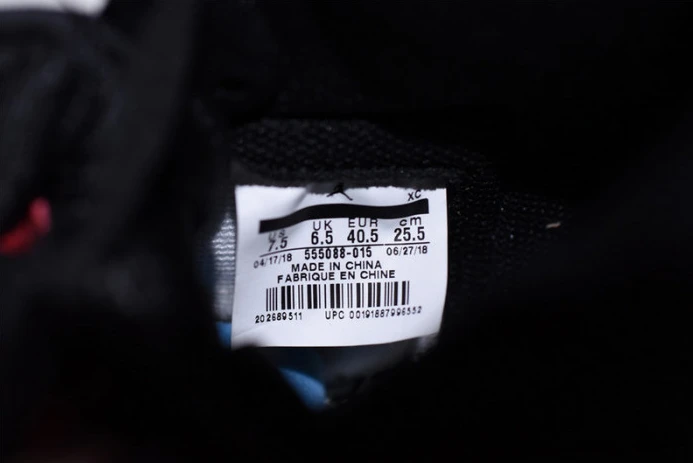 XC
US UK EUR cm
7.5 6.5 40.5 25.5
04/17/18 555088-015 06/27/18
MADE IN CHINA
FABRIQUE EN CHINE
202689511 UPC 00191887996552